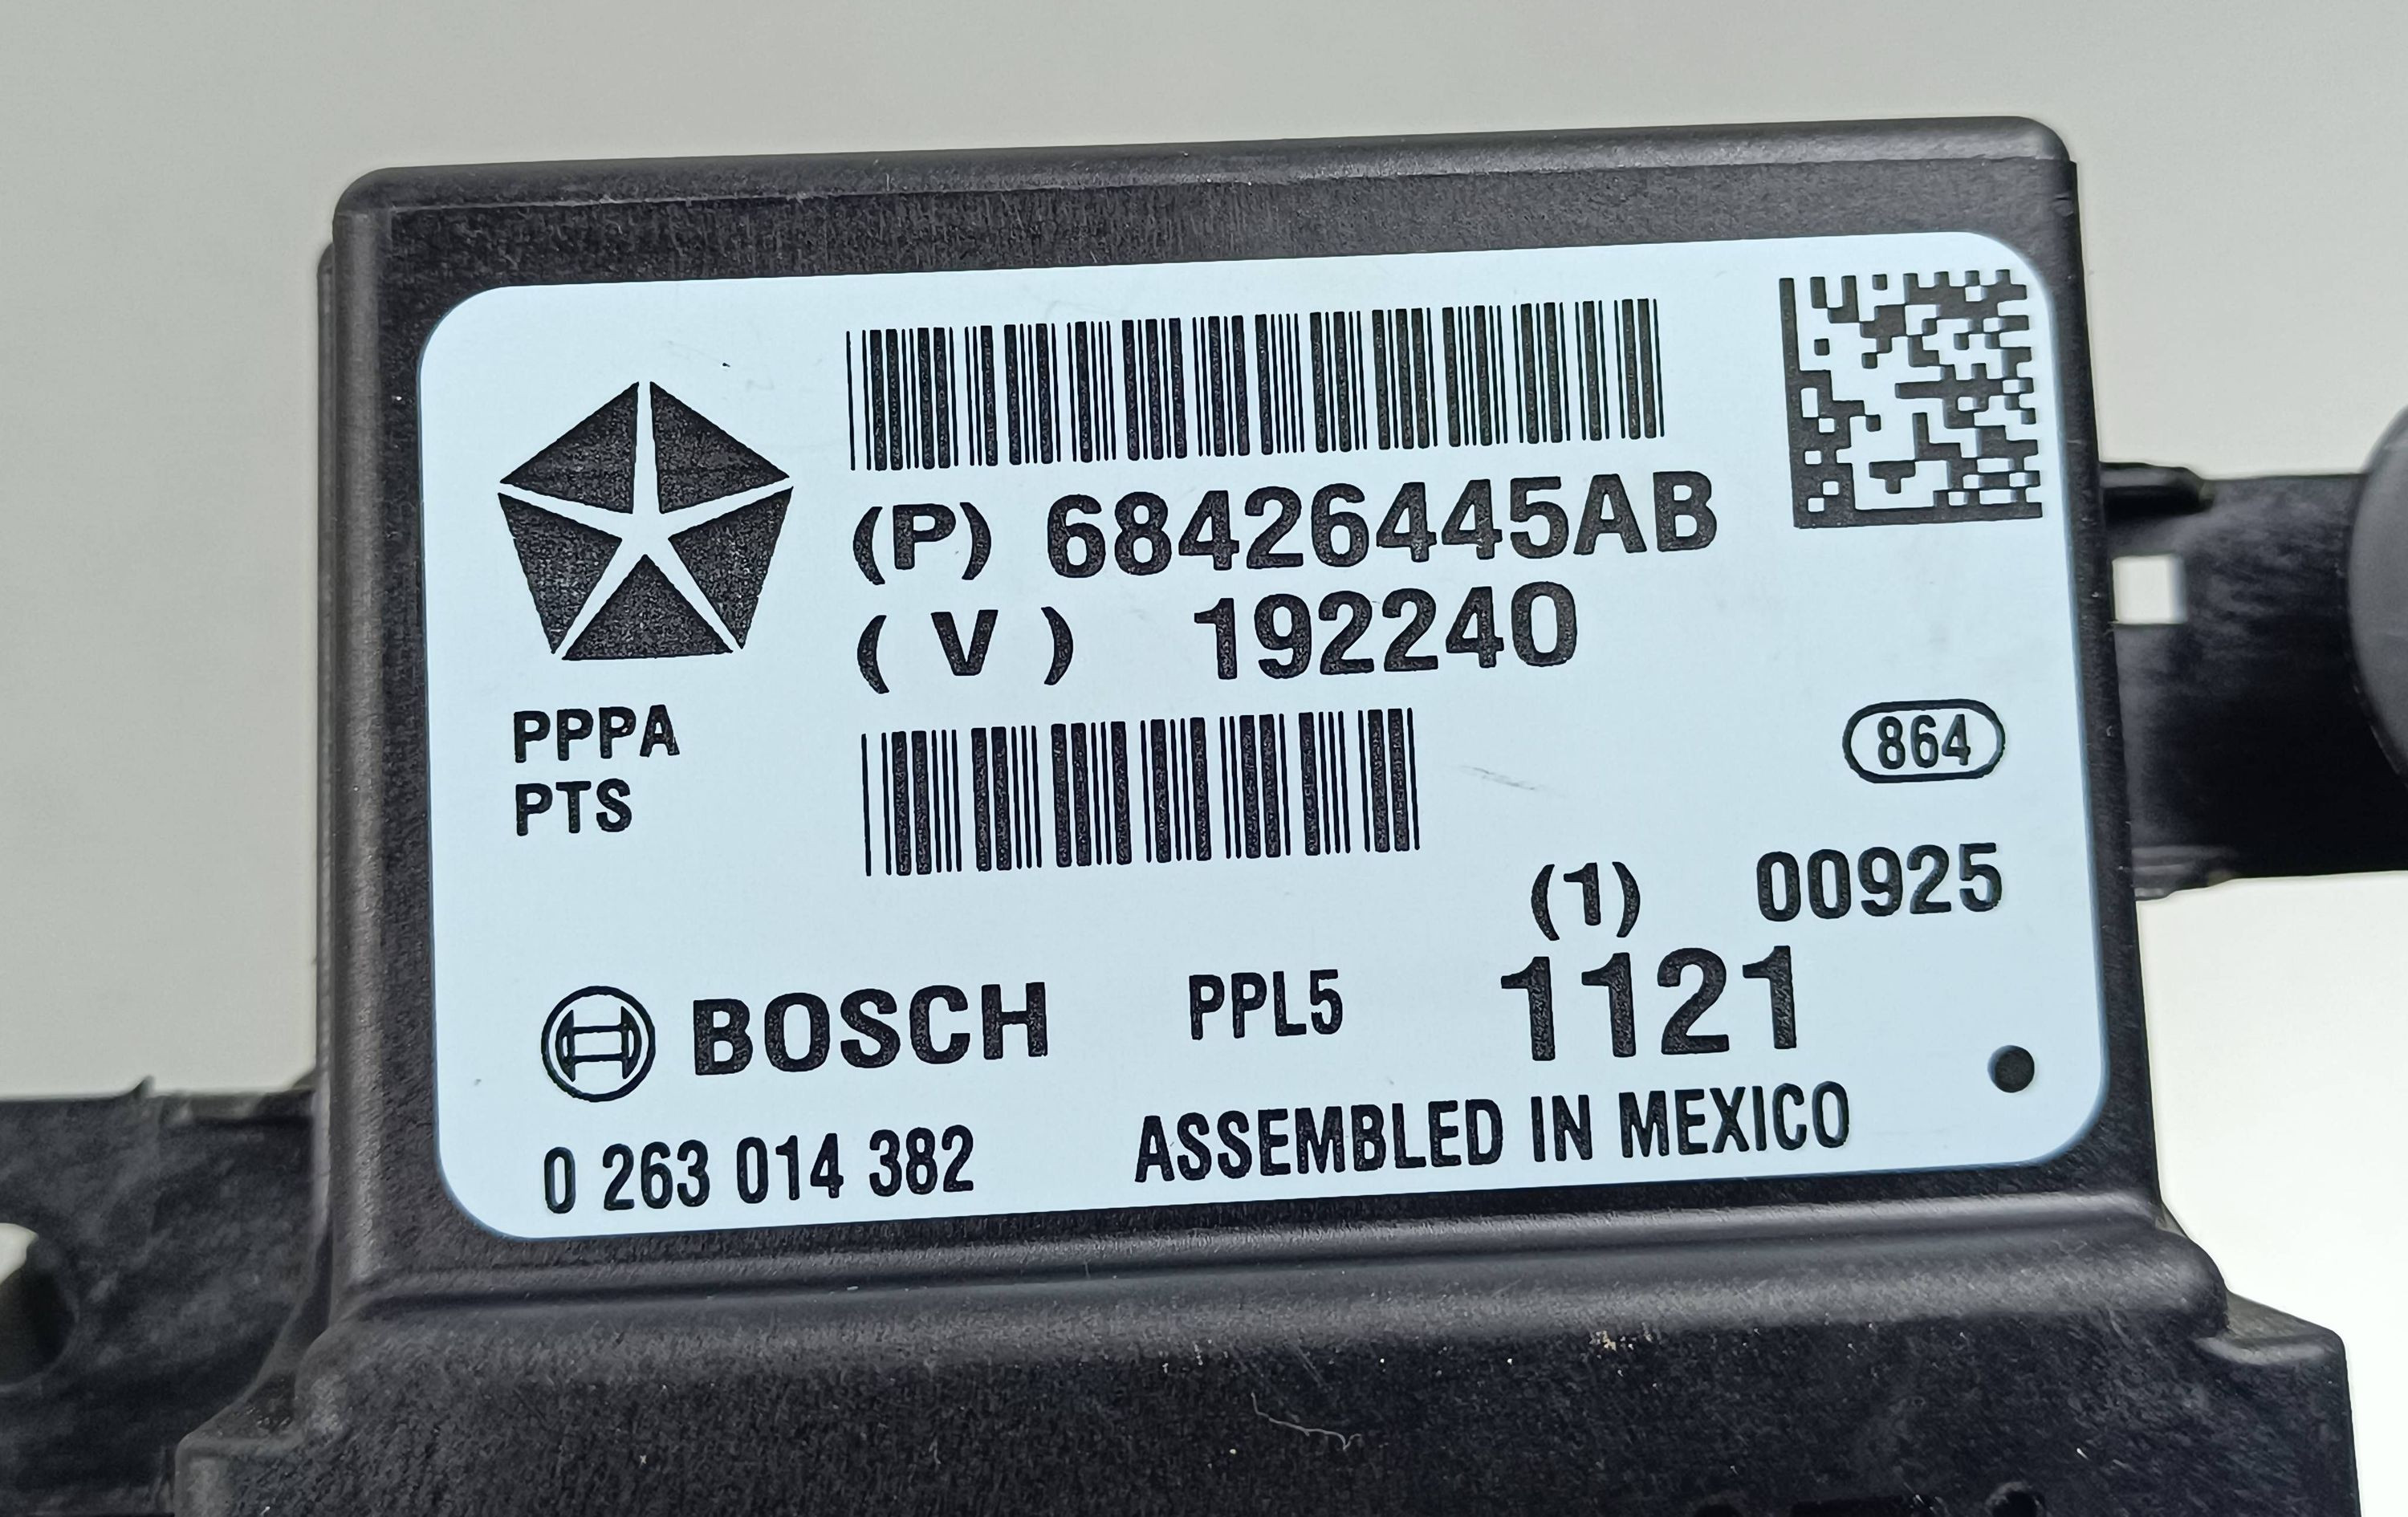 (P) 68426445AB
(V) 192240
PPPA
PTS
864
(1) 00925
BOSCH PPL5 1121
0 263 014 382 ASSEMBLED IN MEXICO